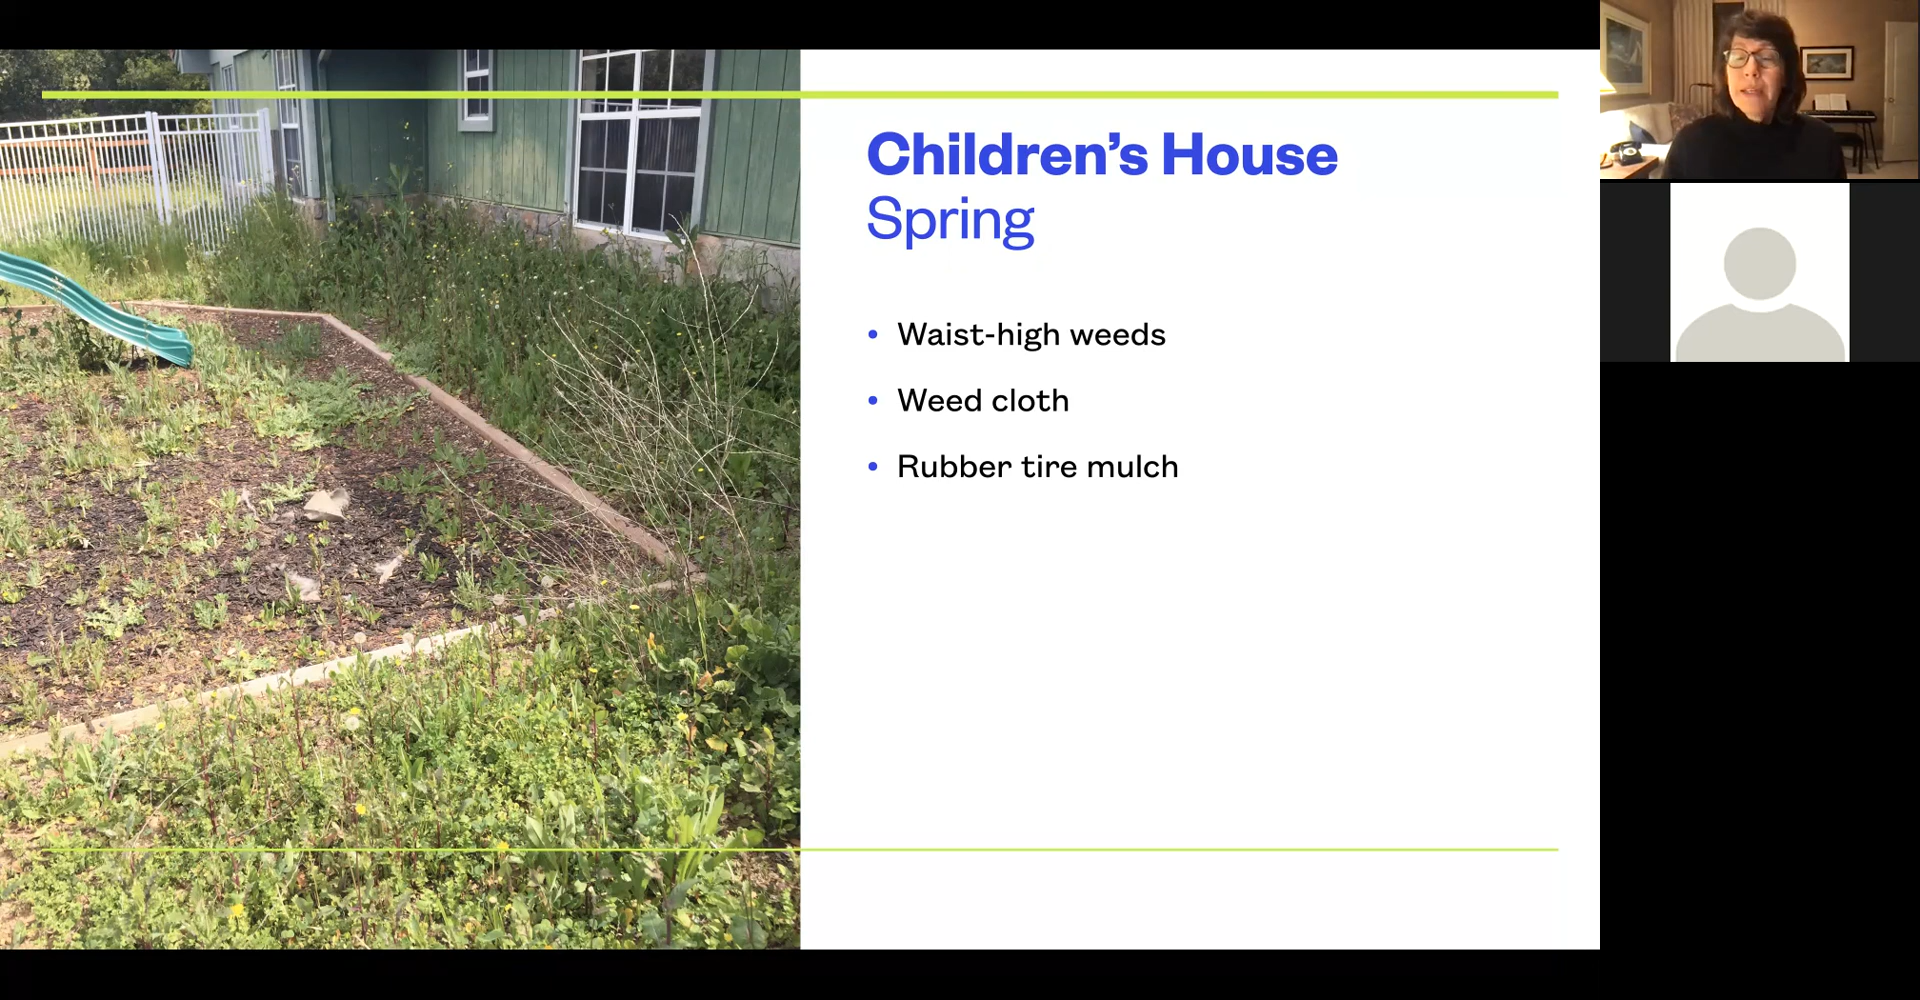 Children’s House
Spring
• Waist-high weeds
• Weed cloth
• Rubber tire mulch